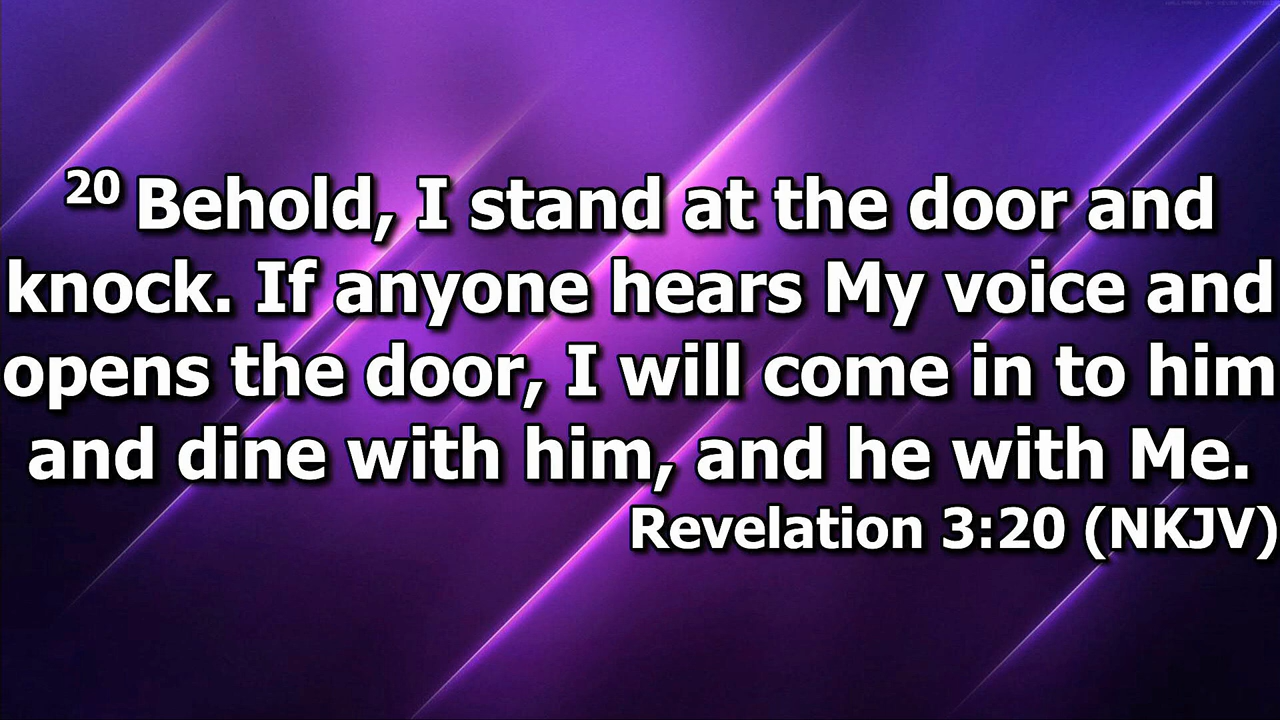 20 Behold, I stand at the door and
knock. If anyone hears My voice and
opens the door, I will come in to him
and dine with him, and he with Me.
Revelation 3:20 (NKJV)